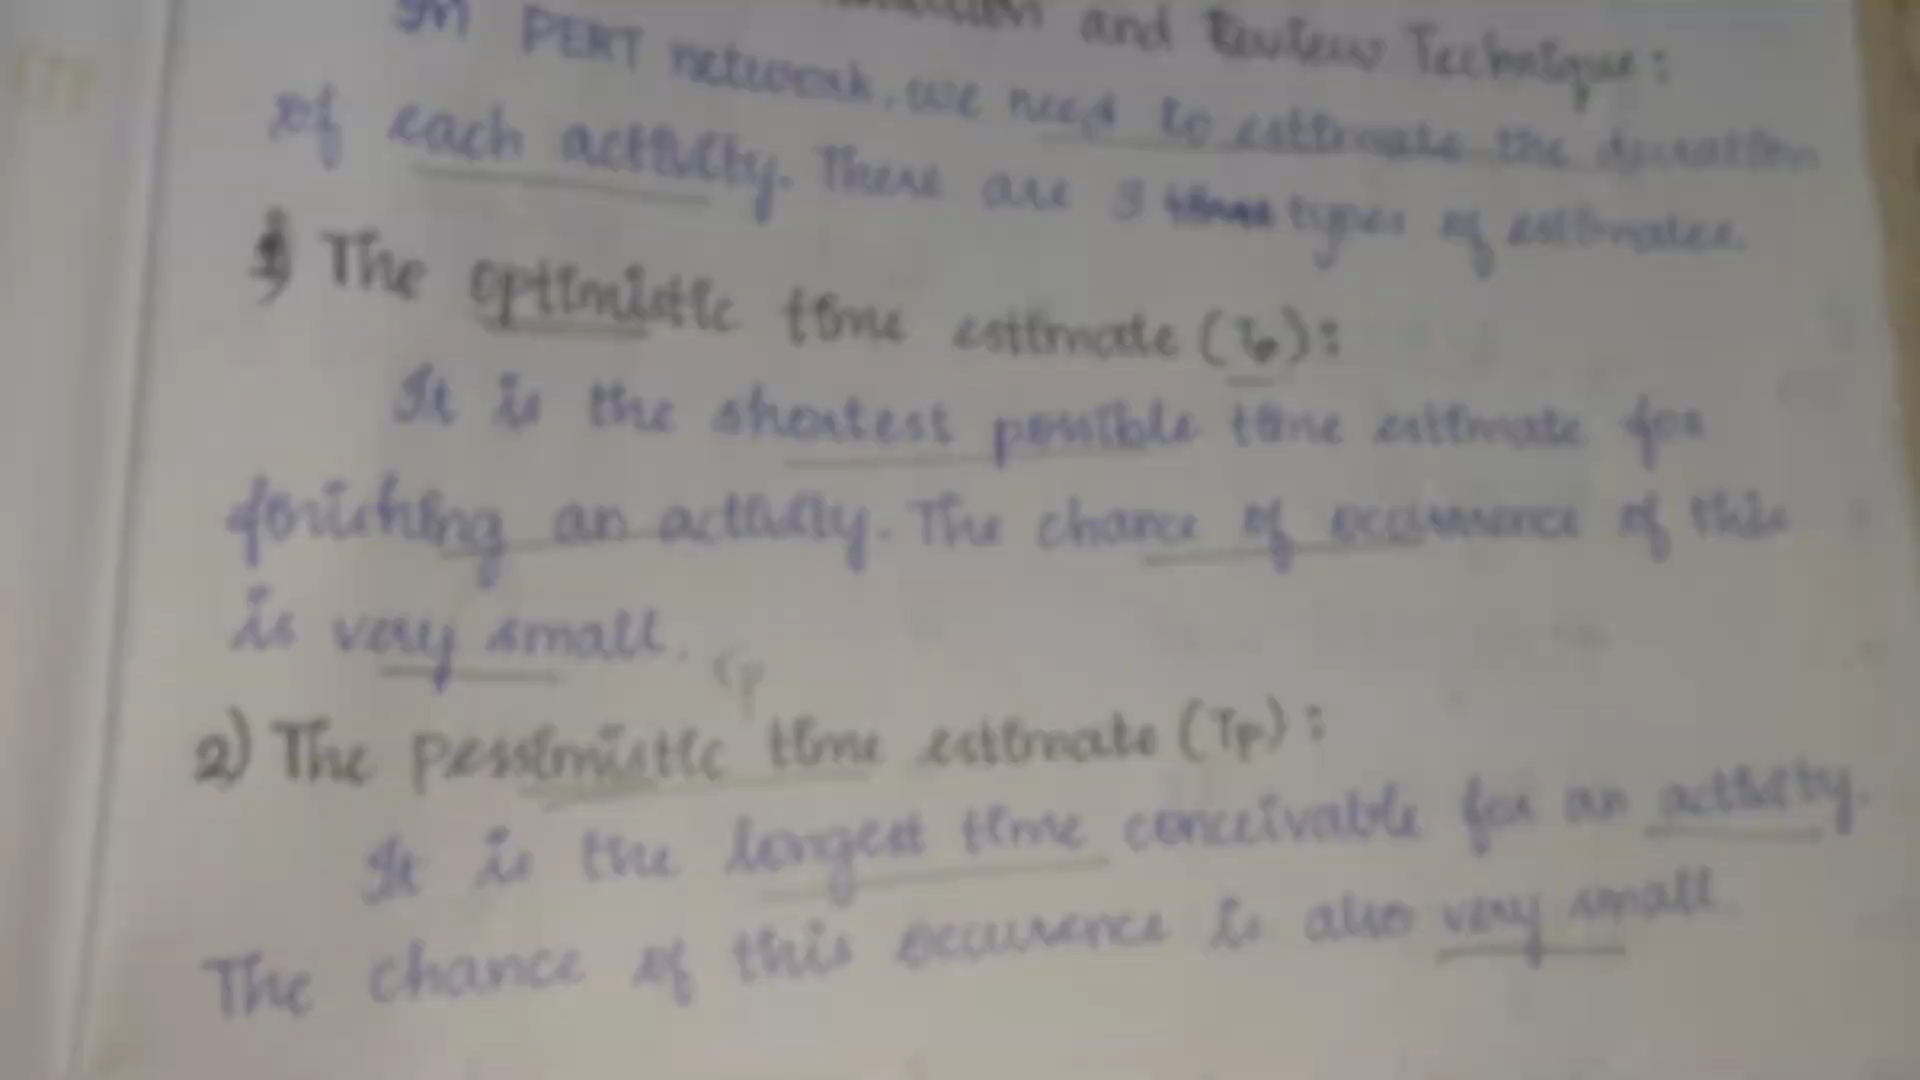 and Review Technique:
In PERT network, we need to estimate the duration
of each activity. There are 3 types of estimates.
1) The optimistic time estimate (To):
It is the shortest possible time estimate for
finishing an activity. The chance of occurrence of this
is very small.
2) The pessimistic time estimate (Tp):
It is the longest time conceivable for an activity.
The chance of this occurence is also very small